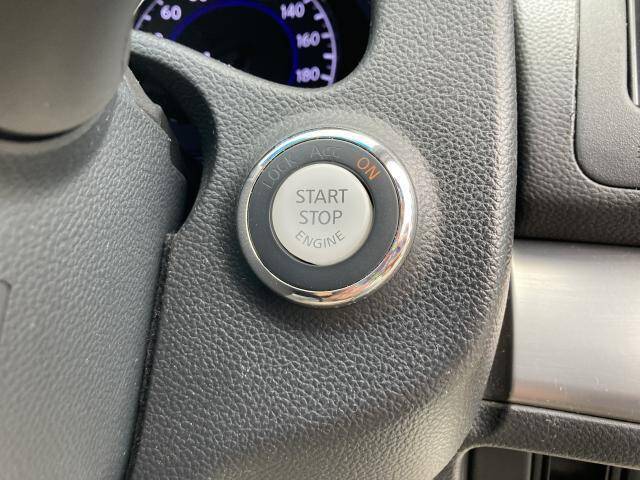 60
140
160
180
LOCK Acc ON
START
STOP
ENGINE